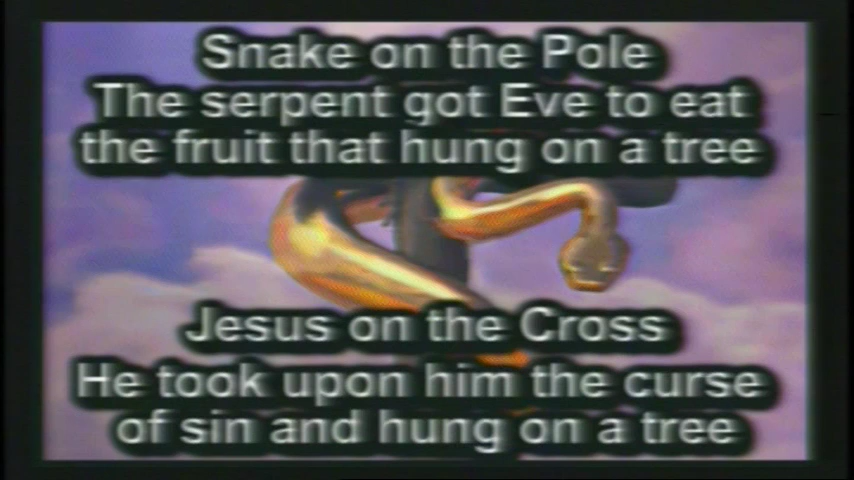 Snake on the Pole
The serpent got Eve to eat
the fruit that hung on a tree
Jesus on the Cross
He took upon him the curse
of sin and hung on a tree